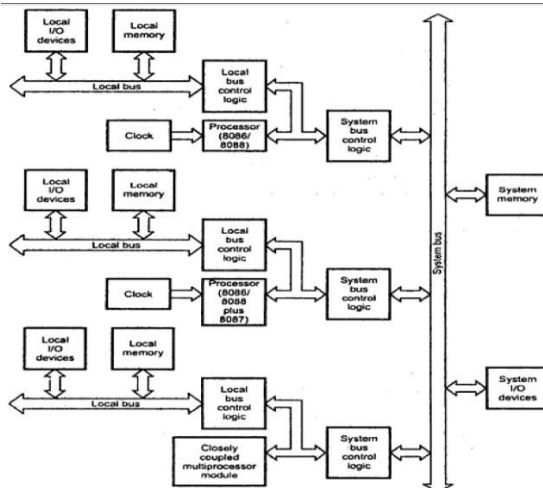 Local
I/O
devices
Local
memory
Local bus
Local
bus
control
logic
Clock
Processor
(8086/
8088)
System
bus control
logic
Local
I/O
devices
Local
memory
Local bus
Local
bus
control
logic
Clock
Processor
(8086/
8088
plus
8087)
System
bus
control
logic
Local
I/O
devices
Local
memory
Local bus
Local
bus
control
logic
Closely
coupled
multiprocessor
module
System
bus
control
logic
System bus
System
memory
System
I/O
devices